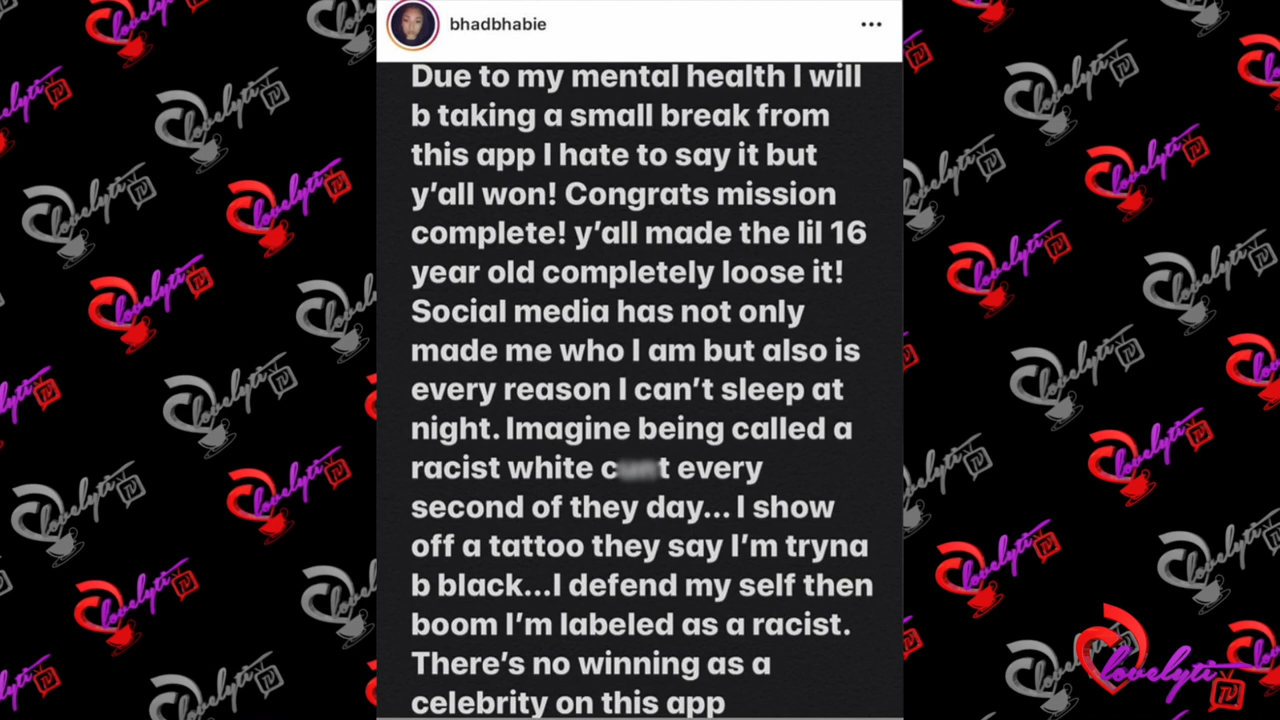 bhadbhabie
Due to my mental health I will
b taking a small break from
this app I hate to say it but
y'all won! Congrats mission
complete! y'all made the lil 16
year old completely loose it!
Social media has not only
made me who I am but also is
every reason I can't sleep at
night. Imagine being called a
racist white c t every
second of they day... I show
off a tattoo they say I'm tryna
b black...I defend my self then
boom I'm labeled as a racist.
There's no winning as a
celebrity on this app
lovelyti TV